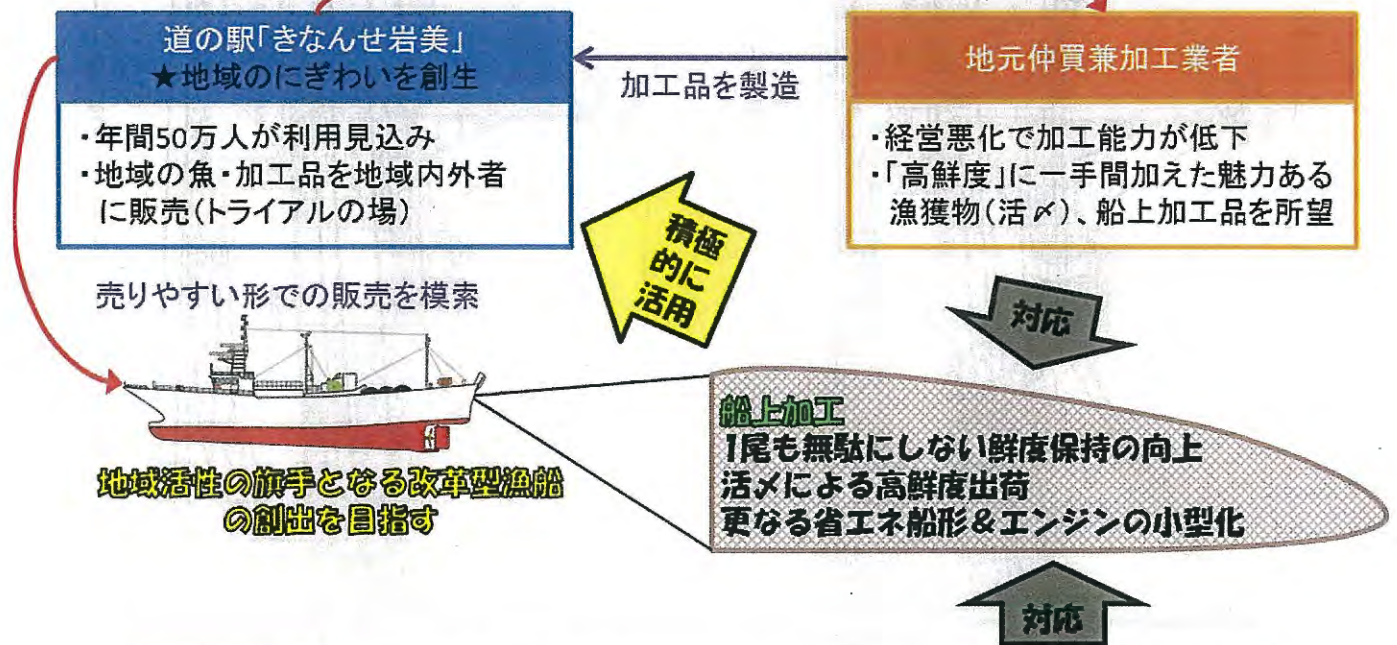 道の駅「きなんせ岩美」
★地域のにぎわいを創生
・年間50万人が利用見込み
・地域の魚・加工品を地域内外者
に販売(トライアルの場)
加工品を製造
地元仲買兼加工業者
・経営悪化で加工能力が低下
・「高鮮度」に一手間加えた魅力ある
漁獲物(活〆)、船上加工品を所望
積極
的に
活用
対応
売りやすい形での販売を模索
地域活性の旗手となる改革型漁船
の創出を目指す
船上加工
1尾も無駄にしない鮮度保持の向上
活〆による高鮮度出荷
更なる省エネ船形&エンジンの小型化
対応